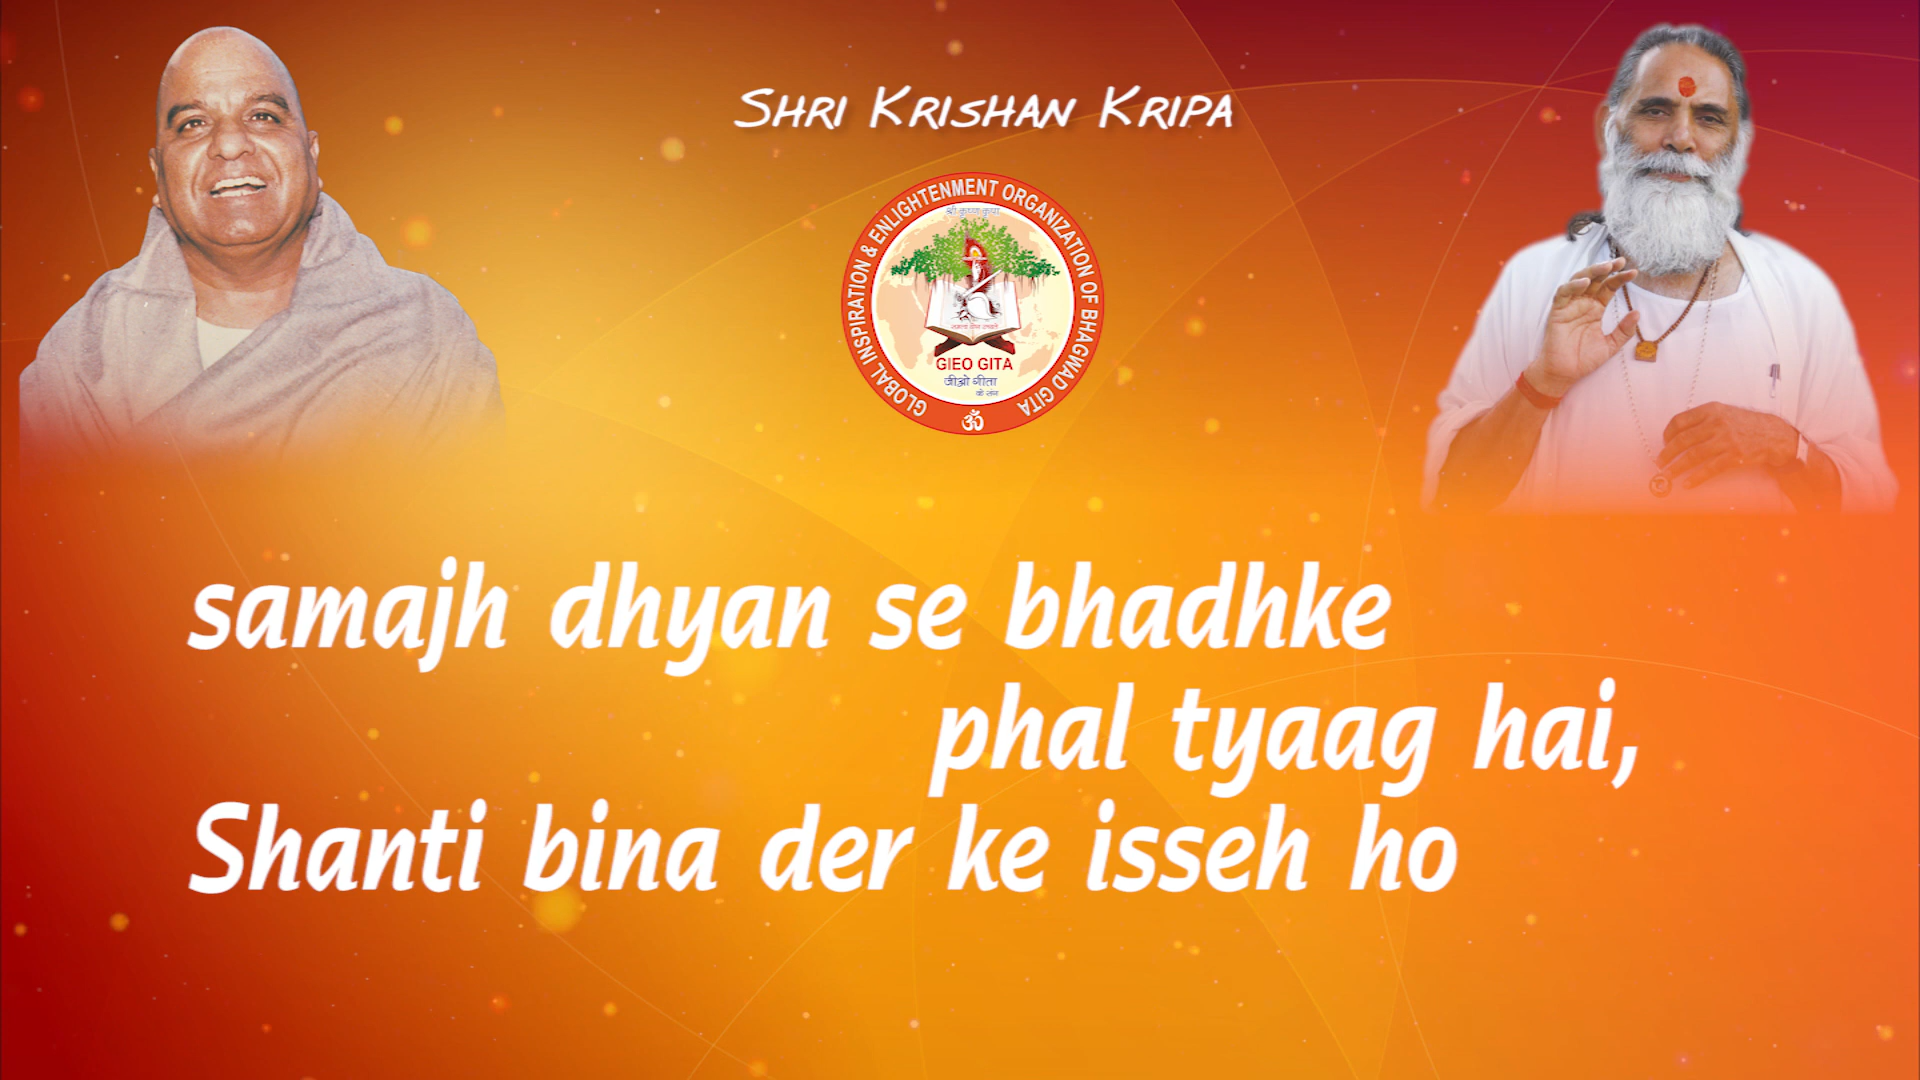 Shri Krishan Kripa
GLOBAL INSPIRATION & ENLIGHTENMENT ORGANIZATION OF BHAGWAD GITA
श्री कृष्ण कृपा
GIEO GITA
जीओ गीता
के संग
ॐ
samajh dhyan se bhadhke
phal tyaag hai,
Shanti bina der ke isseh ho